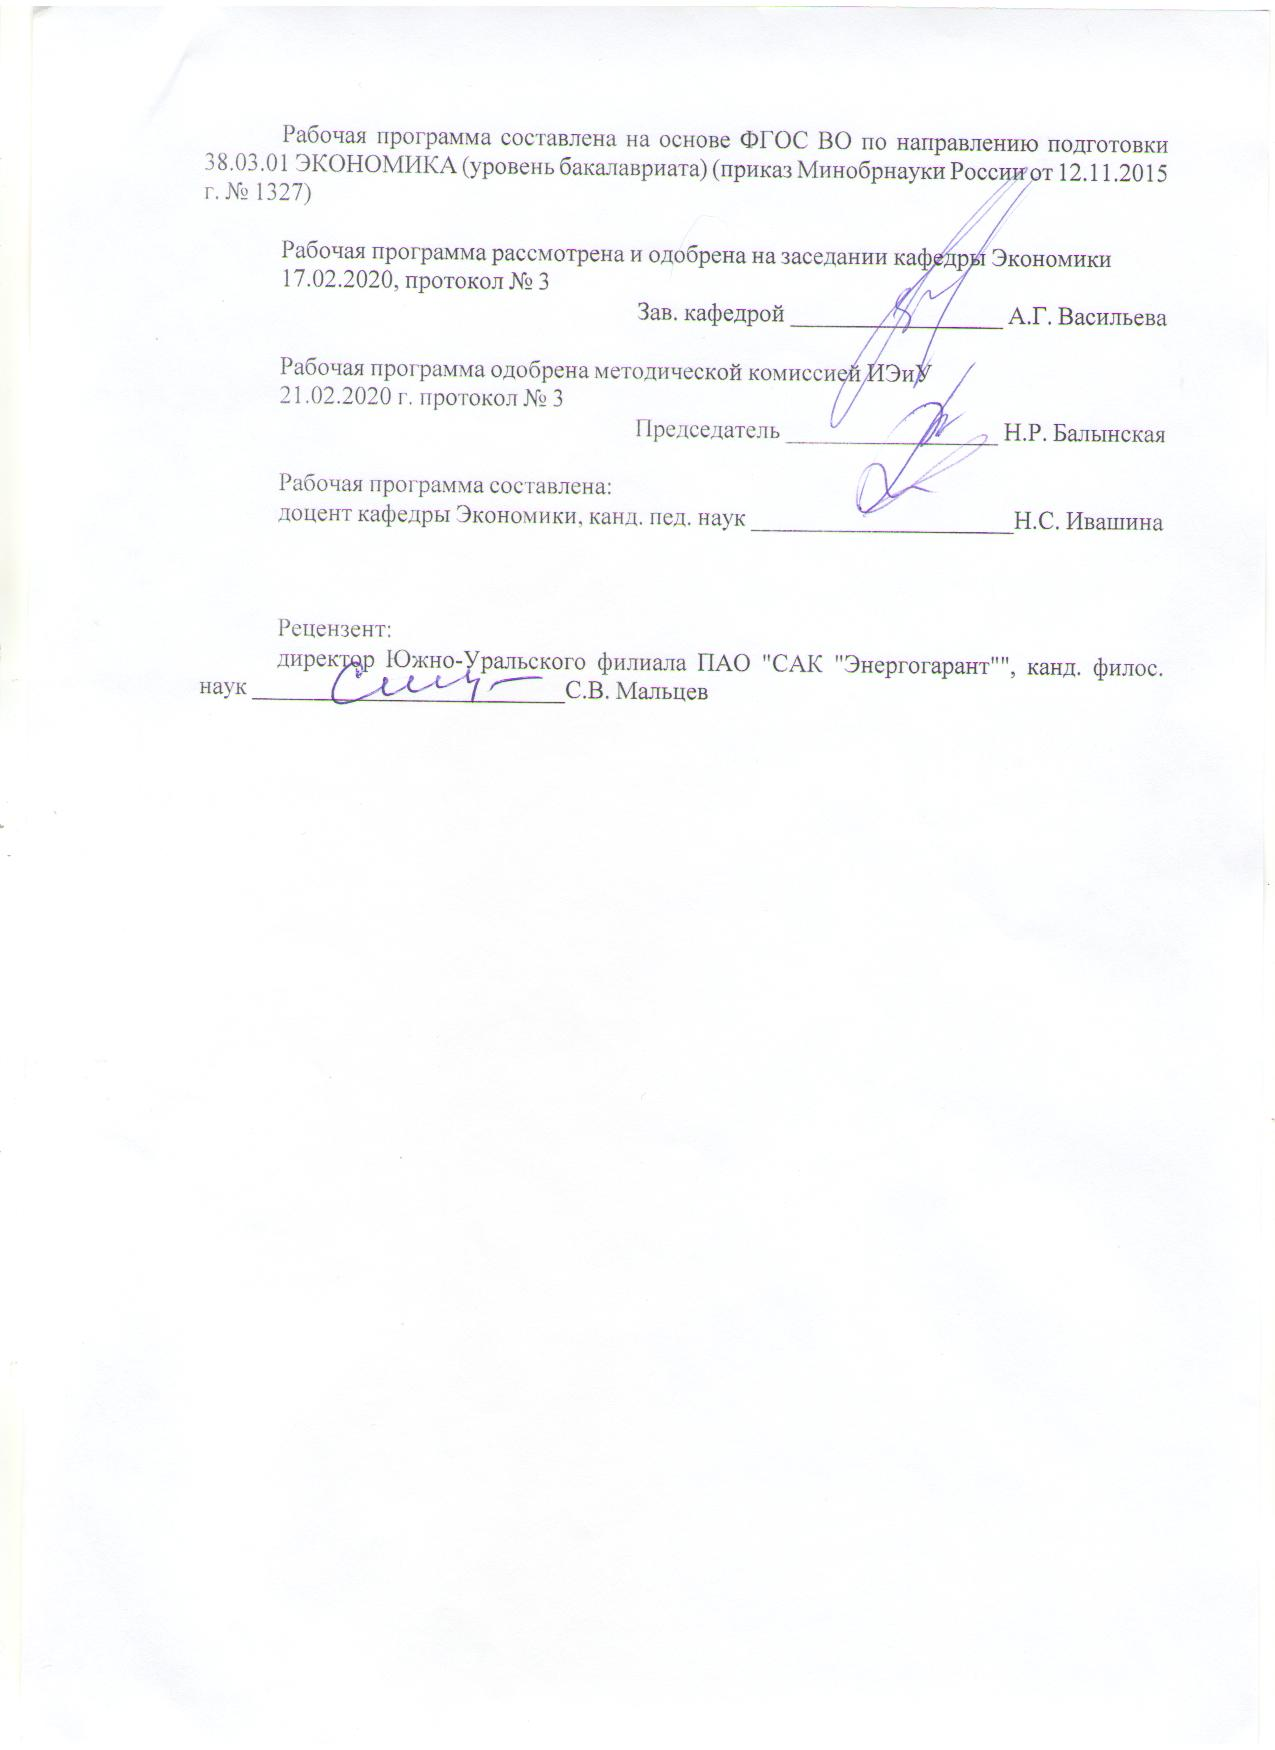 Рабочая программа составлена на основе ФГОС ВО по направлению подготовки
38.03.01 ЭКОНОМИКА (уровень бакалавриата) (приказ Минобрнауки России от 12.11.2015
г. № 1327)
Рабочая программа рассмотрена и одобрена на заседании кафедры Экономики
17.02.2020, протокол № 3
Зав. кафедрой _________________ А.Г. Васильева
Рабочая программа одобрена методической комиссией ИЭиУ
21.02.2020 г. протокол № 3
Председатель _________________ Н.Р. Балынская
Рабочая программа составлена:
доцент кафедры Экономики, канд. пед. наук _____________________Н.С. Ивашина
Рецензент:
директор Южно-Уральского филиала ПАО "САК "Энергогарант"", канд. филос.
наук _________________________С.В. Мальцев